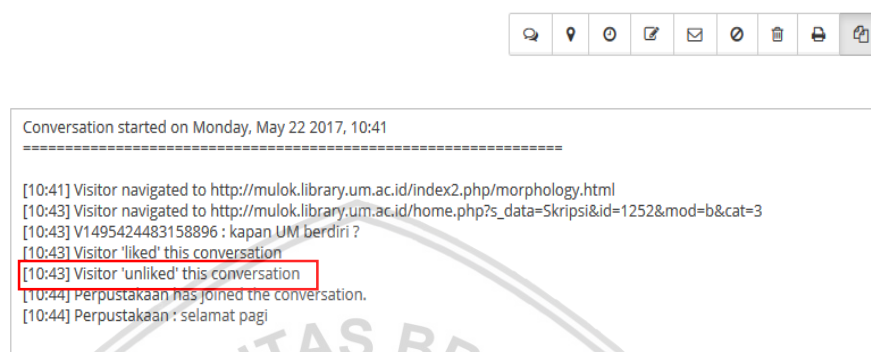 Conversation started on Monday, May 22 2017, 10:41
================================================================
[10:41] Visitor navigated to http://mulok.library.um.ac.id/index2.php/morphology.html
[10:43] Visitor navigated to http://mulok.library.um.ac.id/home.php?s_data=Skripsi&id=1252&mod=b&cat=3
[10:43] V1495424483158896 : kapan UM berdiri ?
[10:43] Visitor 'liked' this conversation
[10:43] Visitor 'unliked' this conversation
[10:44] Perpustakaan has joined the conversation.
[10:44] Perpustakaan : selamat pagi